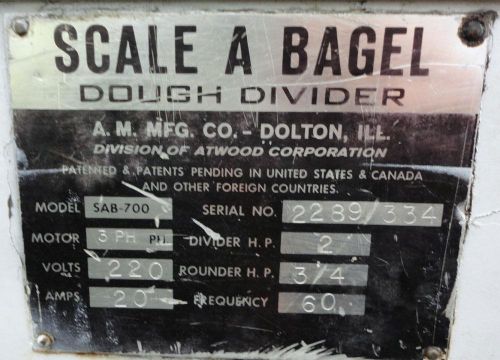 SCALE A BAGEL
DOUGH DIVIDER
A. M. MFG. CO. - DOLTON, ILL.
DIVISION OF ATWOOD CORPORATION
PATENTED & PATENTS PENDING IN UNITED STATES & CANADA
AND OTHER FOREIGN COUNTRIES.
MODEL SAB-700 SERIAL NO. 2289/334
MOTOR 3 PH PH. DIVIDER H.P. 2
VOLTS 220 ROUNDER H.P. 3/4
AMPS 20 FREQUENCY 60